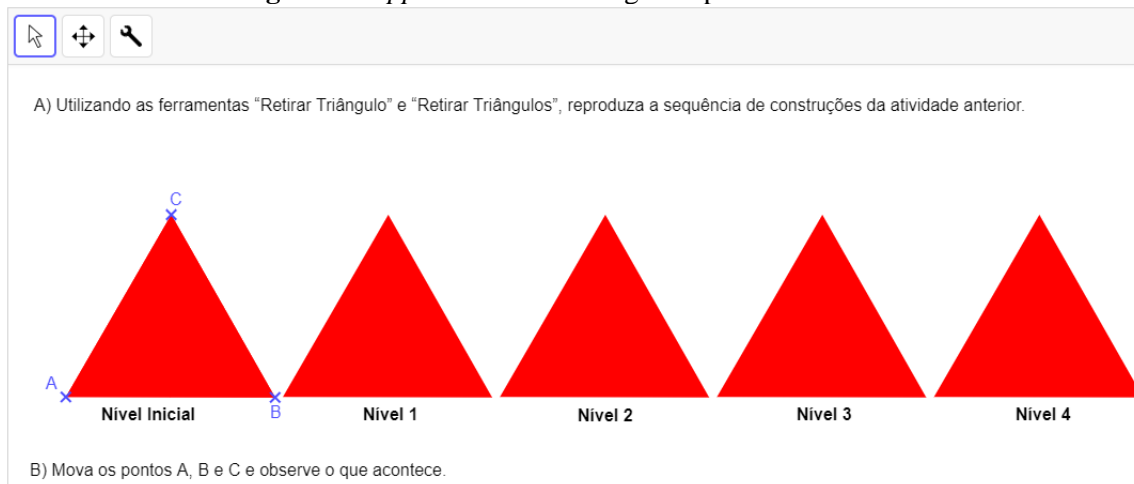 A) Utilizando as ferramentas “Retirar Triângulo” e “Retirar Triângulos”, reproduza a sequência de construções da atividade anterior.
C
A
B
Nível Inicial
Nível 1
Nível 2
Nível 3
Nível 4
B) Mova os pontos A, B e C e observe o que acontece.